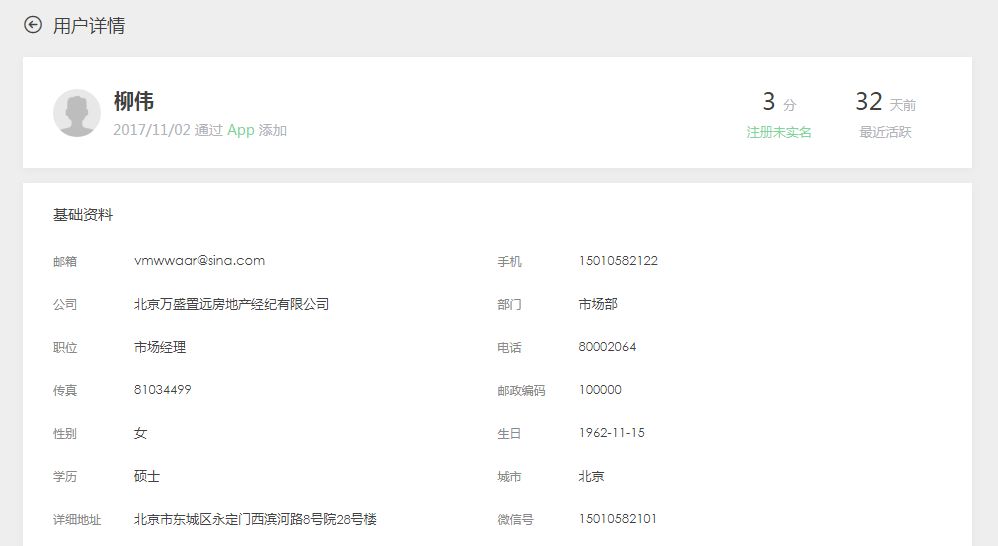 用户详情
柳伟
2017/11/02 通过 App 添加
3 分
注册未实名
32 天前
最近活跃
基础资料
邮箱 vmwwaar@sina.com 手机 15010582122
公司 北京万盛置远房地产经纪有限公司 部门 市场部
职位 市场经理 电话 80002064
传真 81034499 邮政编码 100000
性别 女 生日 1962-11-15
学历 硕士 城市 北京
详细地址 北京市东城区永定门西滨河路8号院28号楼 微信号 15010582101